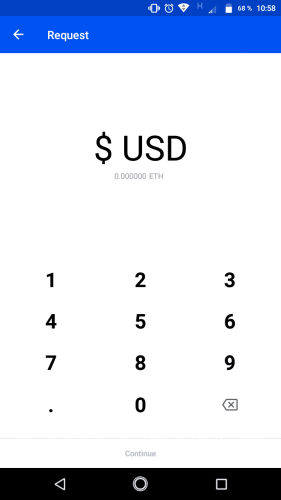 H 68 % 10:58
Request
$ USD
0.000000 ETH
1 2 3
4 5 6
7 8 9
. 0
Continue